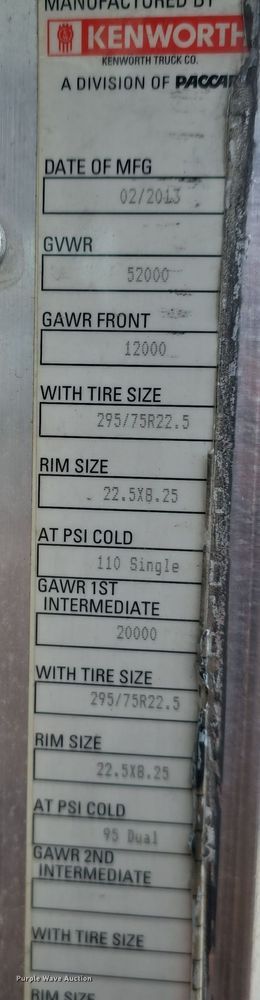 MANUFACTURED BY
KENWORTH
KENWORTH TRUCK CO.
A DIVISION OF PACCAR
DATE OF MFG
02/2013
GVWR
52000
GAWR FRONT
12000
WITH TIRE SIZE
295/75R22.5
RIM SIZE
22.5X8.25
AT PSI COLD
110 Single
GAWR 1ST
INTERMEDIATE
20000
WITH TIRE SIZE
295/75R22.5
RIM SIZE
22.5X8.25
AT PSI COLD
95 Dual
GAWR 2ND
INTERMEDIATE
WITH TIRE SIZE
RIM SIZE
Purple Wave Auction